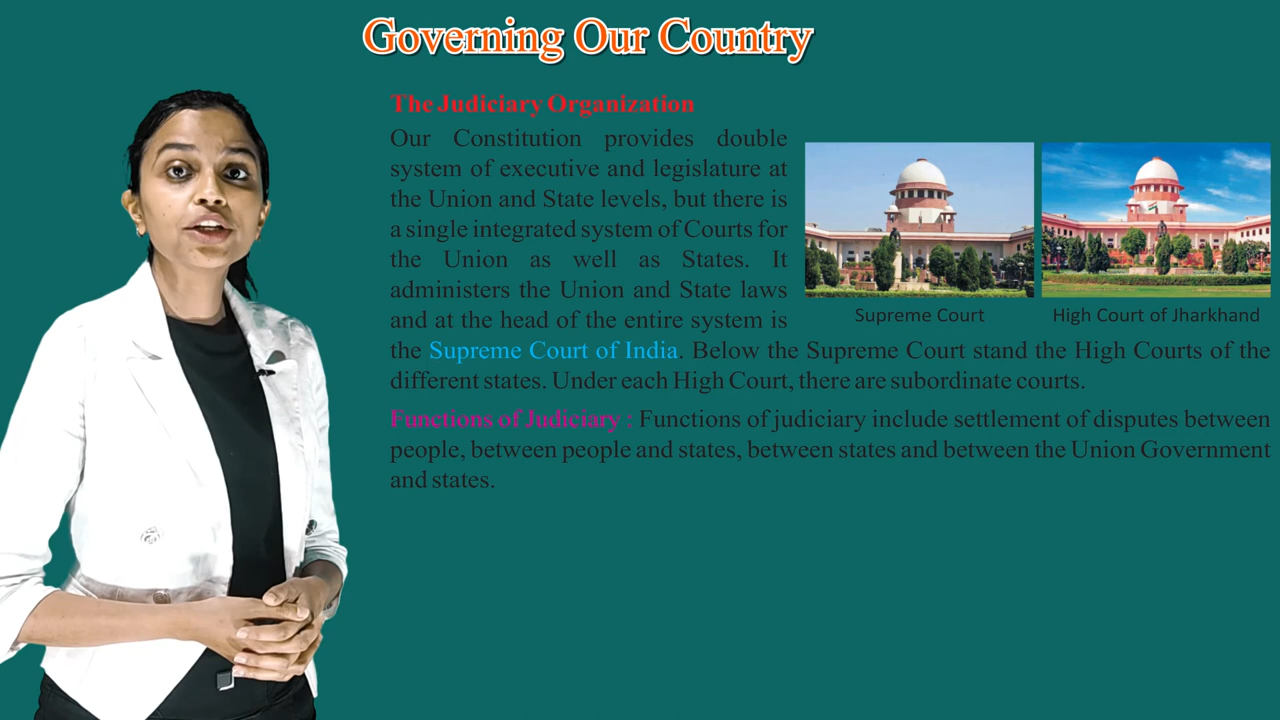 Governing Our Country
The Judiciary Organization
Our Constitution provides double
system of executive and legislature at
the Union and State levels, but there is
a single integrated system of Courts for
the Union as well as States. It
administers the Union and State laws
and at the head of the entire system is
Supreme Court
High Court of Jharkhand
the Supreme Court of India. Below the Supreme Court stand the High Courts of the
different states. Under each High Court, there are subordinate courts.
Functions of Judiciary : Functions of judiciary include settlement of disputes between
people, between people and states, between states and between the Union Government
and states.